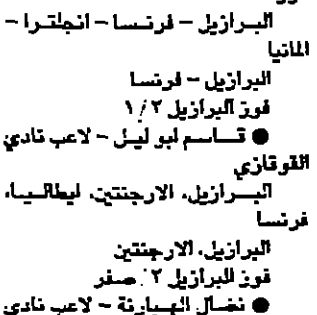 البرازيل – فرنسا – انجلترا –
المانيا
البرازيل – فرنسا
فوز البرازيل ٢ / ١
● قاسم ابو ليل – لاعب نادي
القوقازي
البرازيل، الارجنتين، ايطاليا،
فرنسا
البرازيل، الارجنتين
فوز البرازيل ٢ / صفر
● نضال الهبارنة – لاعب نادي